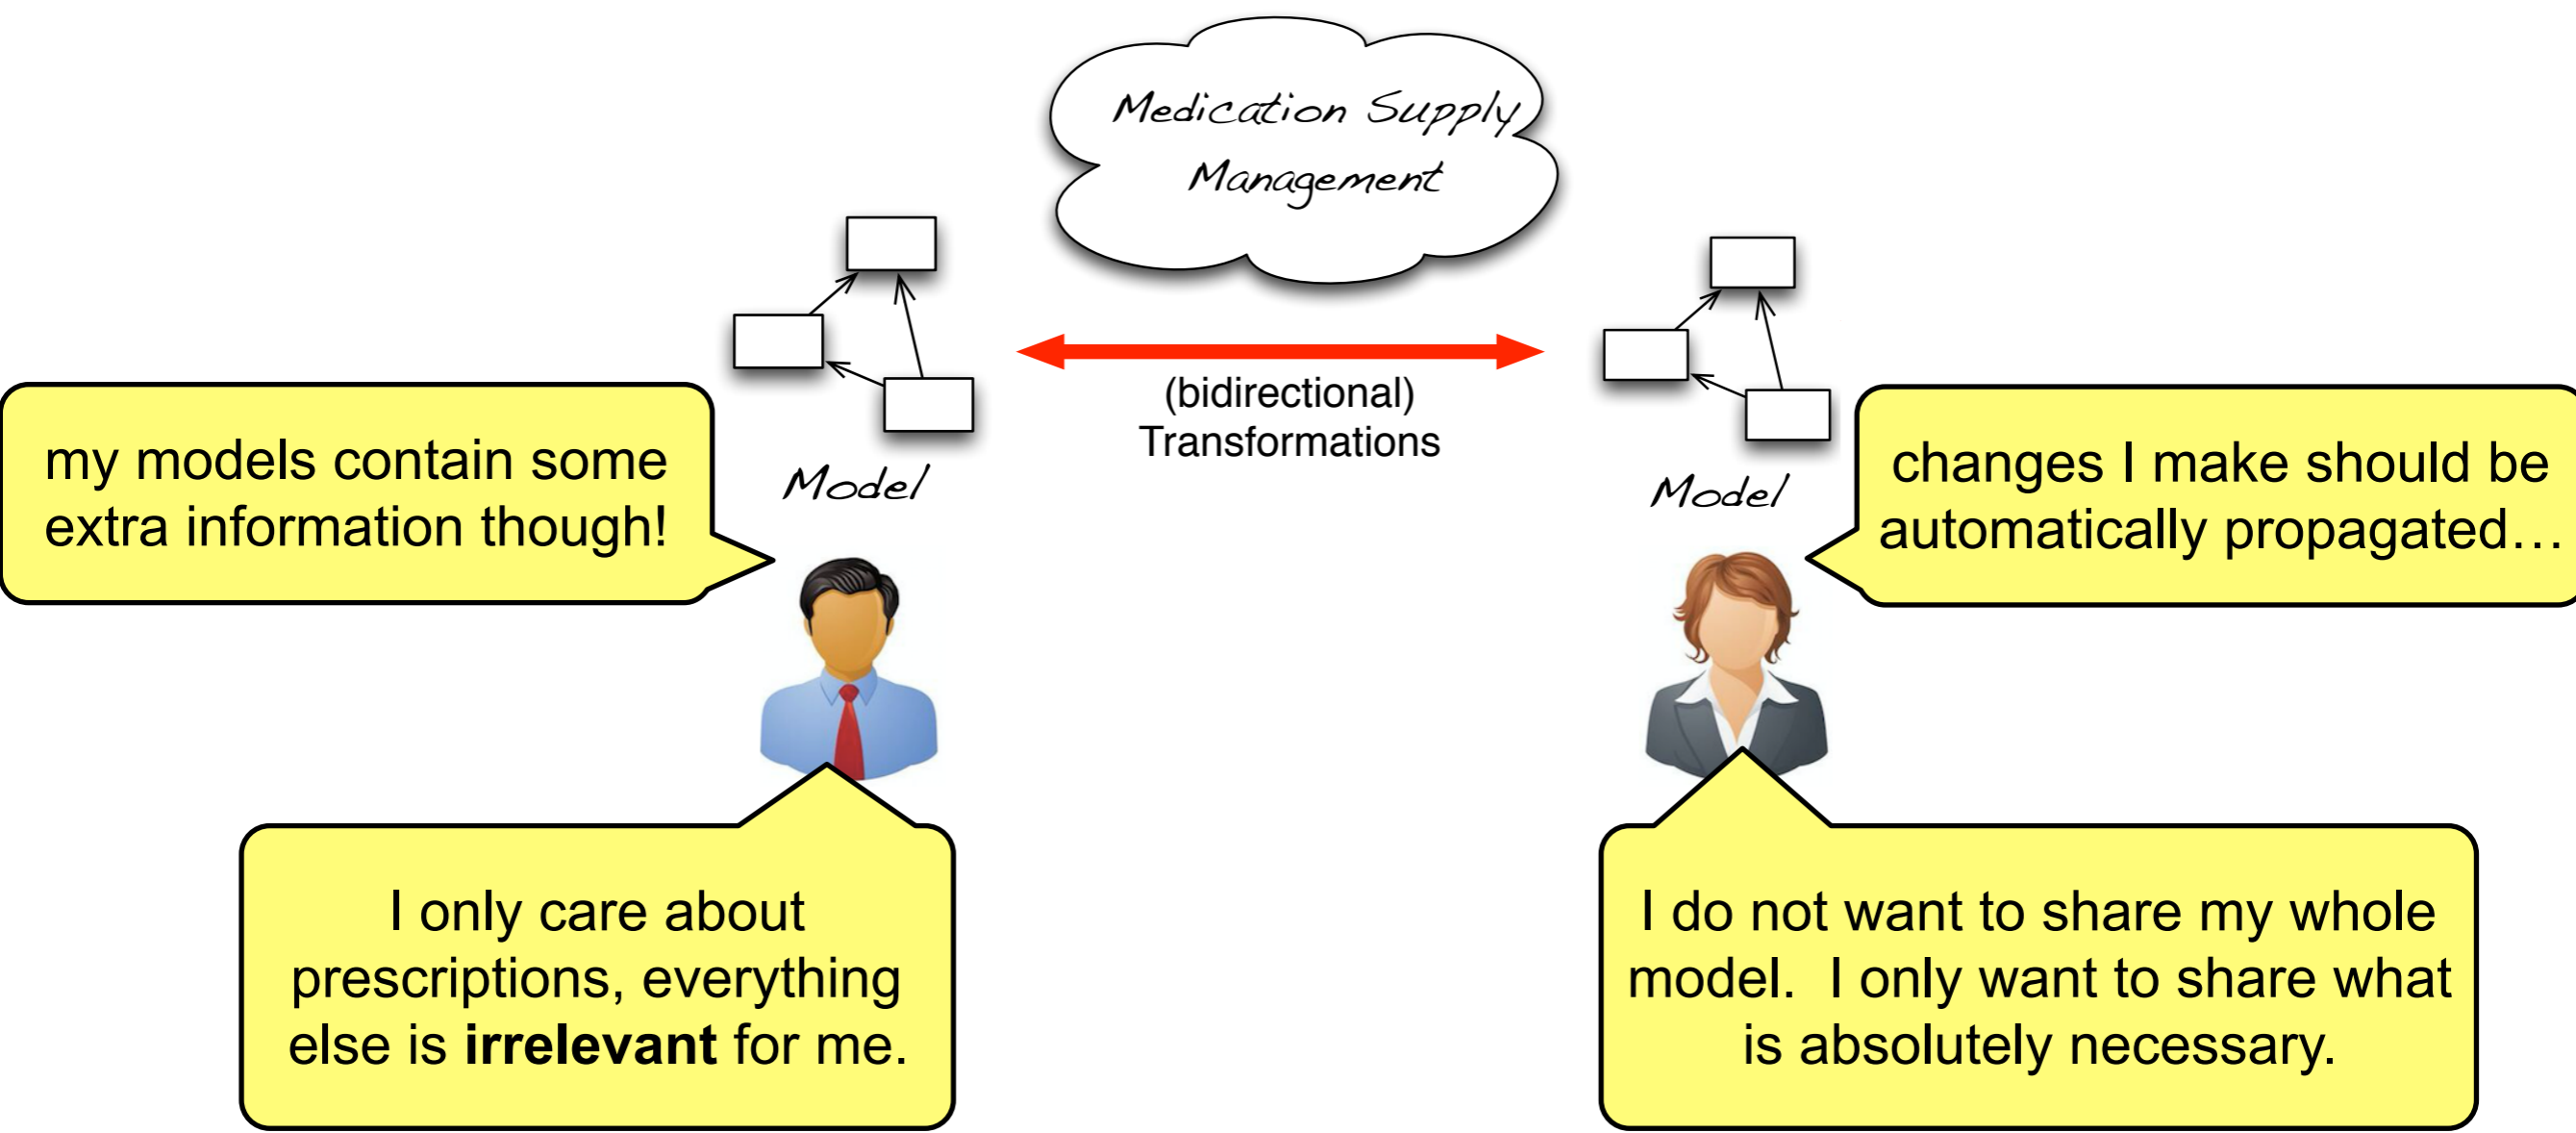 Medication Supply
Management
(bidirectional)
Transformations
my models contain some
extra information though!
Model
Model
changes I make should be
automatically propagated…
I only care about
prescriptions, everything
else is irrelevant for me.
I do not want to share my whole
model.  I only want to share what
is absolutely necessary.